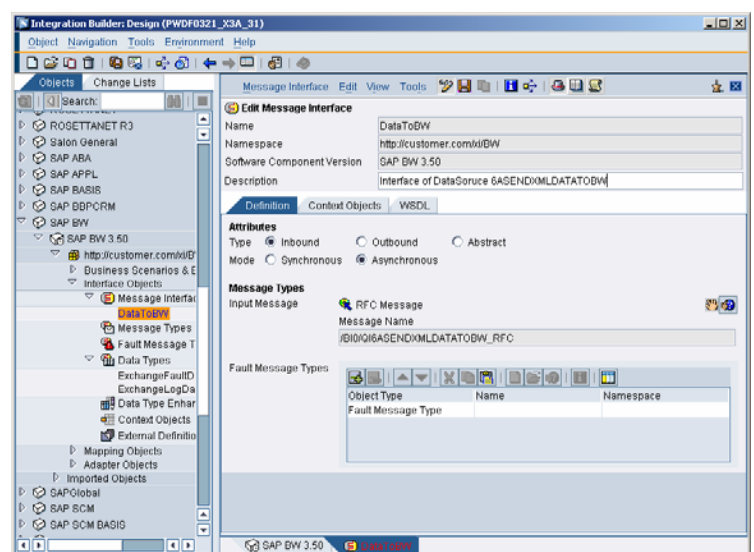 Integration Builder: Design (PWDF0321_X3A_31)
Object Navigation Tools Environment Help
Objects Change Lists
Search:
ROSETTANET R3
Salon General
SAP ABA
SAP APPL
SAP BASIS
SAP BBPCRM
SAP BW
SAP BW 3.50
http://customer.com/xi/B
Business Scenarios & E
Interface Objects
Message Interfac
DataToBW
Message Types
Fault Message T
Data Types
ExchangeFaultD
ExchangeLogDa
Data Type Enhar
Context Objects
External Definitio
Mapping Objects
Adapter Objects
Imported Objects
SAPGlobal
SAP SCM
SAP SCM BASIS
Message Interface Edit View Tools
Edit Message Interface
Name DataToBW
Namespace http://customer.com/xi/BW
Software Component Version SAP BW 3.50
Description Interface of DataSoruce 6ASENDXMLDATATOBW
Definition Context Objects WSDL
Attributes
Type Inbound Outbound Abstract
Mode Synchronous Asynchronous
Message Types
Input Message RFC Message
Message Name
/BI0/QI6ASENDXMLDATATOBW_RFC
Fault Message Types
Object Type Name Namespace
Fault Message Type
SAP BW 3.50 DataToBW